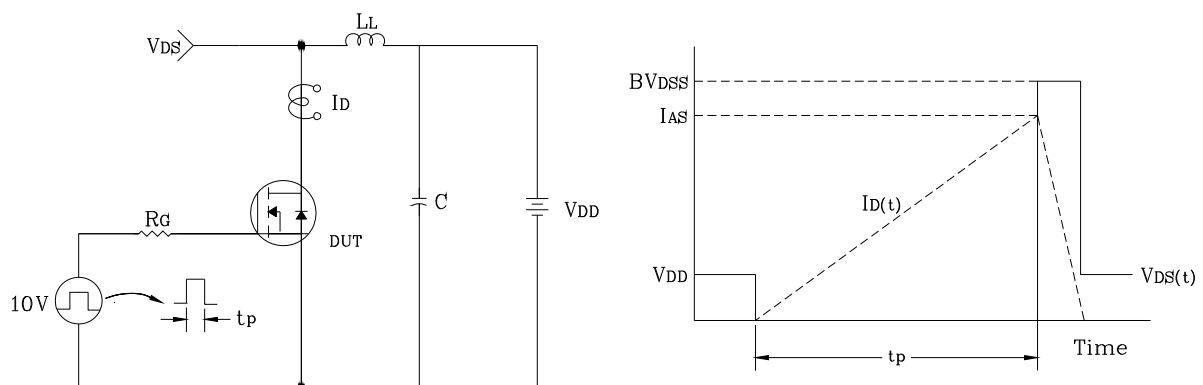 VDS
LL
ID
RG
DUT
C
VDD
10V
tp
BVDSS
IAS
ID(t)
VDD
VDS(t)
Time
tp